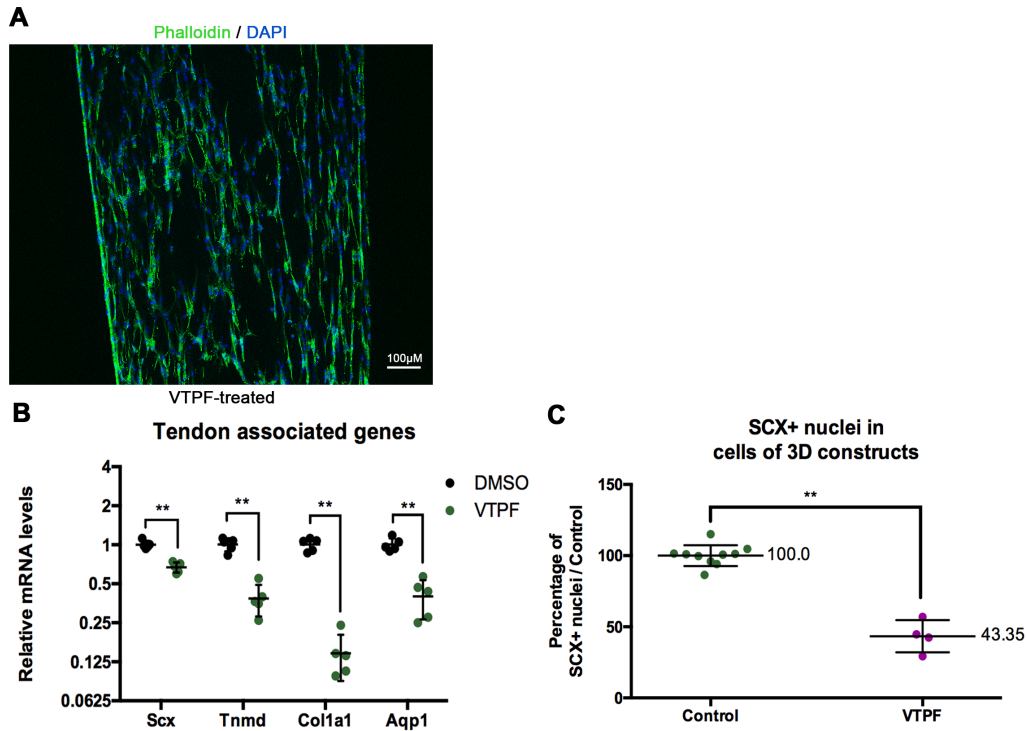 A
Phalloidin / DAPI
100µM
VTPF-treated
B
Tendon associated genes
Relative mRNA levels
4
2
1
0.5
0.25
0.125
0.0625
**
**
**
**
DMSO
VTPF
Scx
Tnmd
Col1a1
Aqp1
C
SCX+ nuclei in
cells of 3D constructs
Percentage of
SCX+ nuclei / Control
150
100
50
0
**
100.0
43.35
Control
VTPF